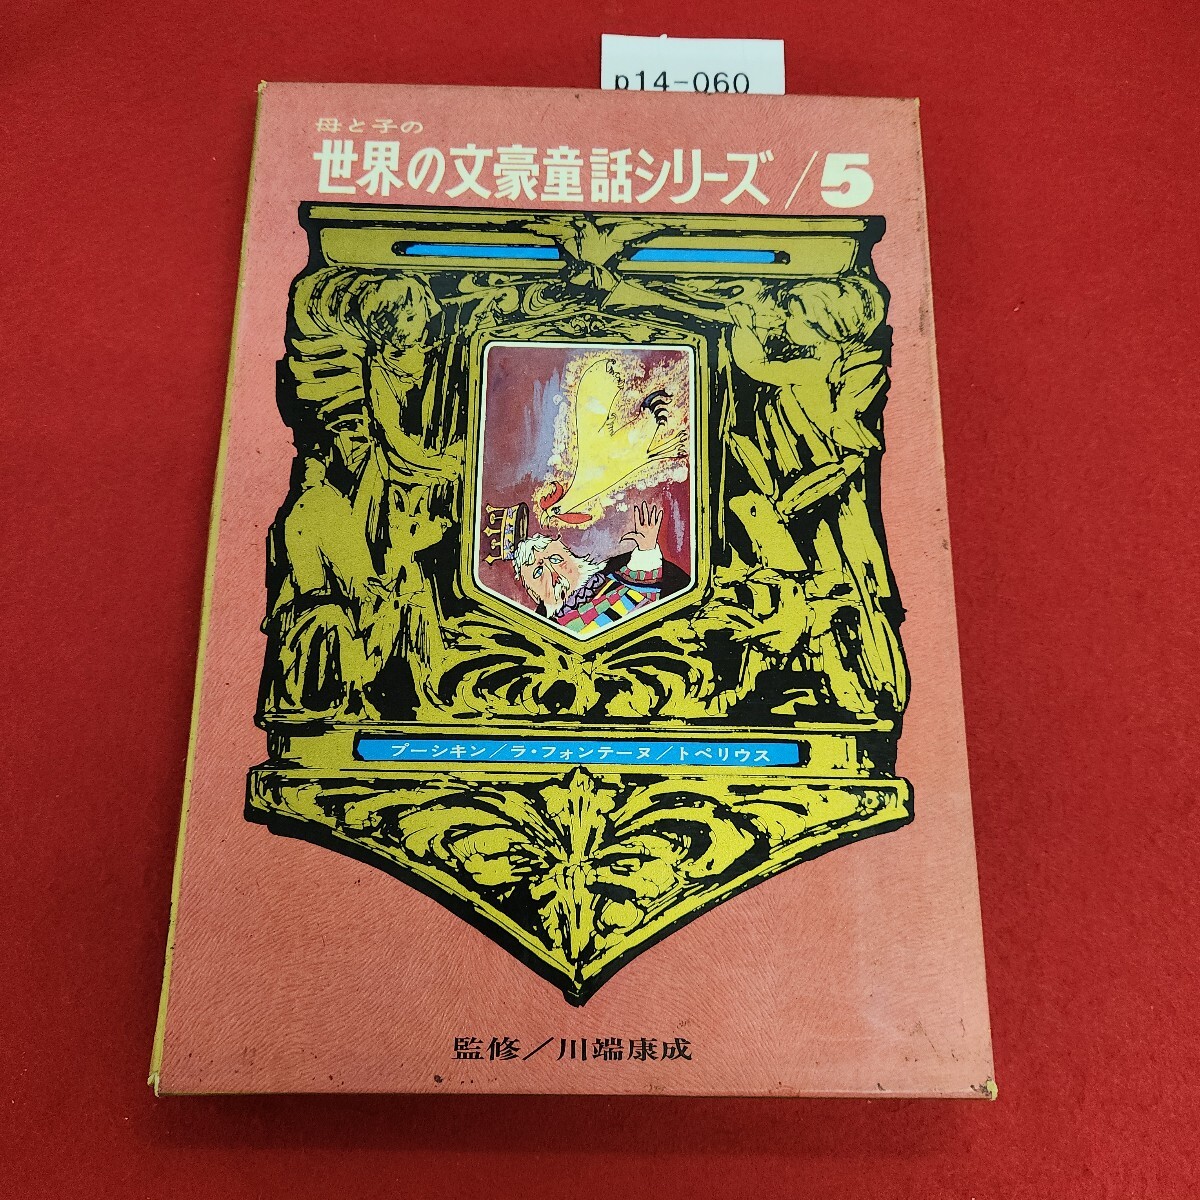 p14-060
母と子の
世界の文豪童話シリーズ/5
プーシキン/ラ・フォンテーヌ/トペリウス
監修/川端康成